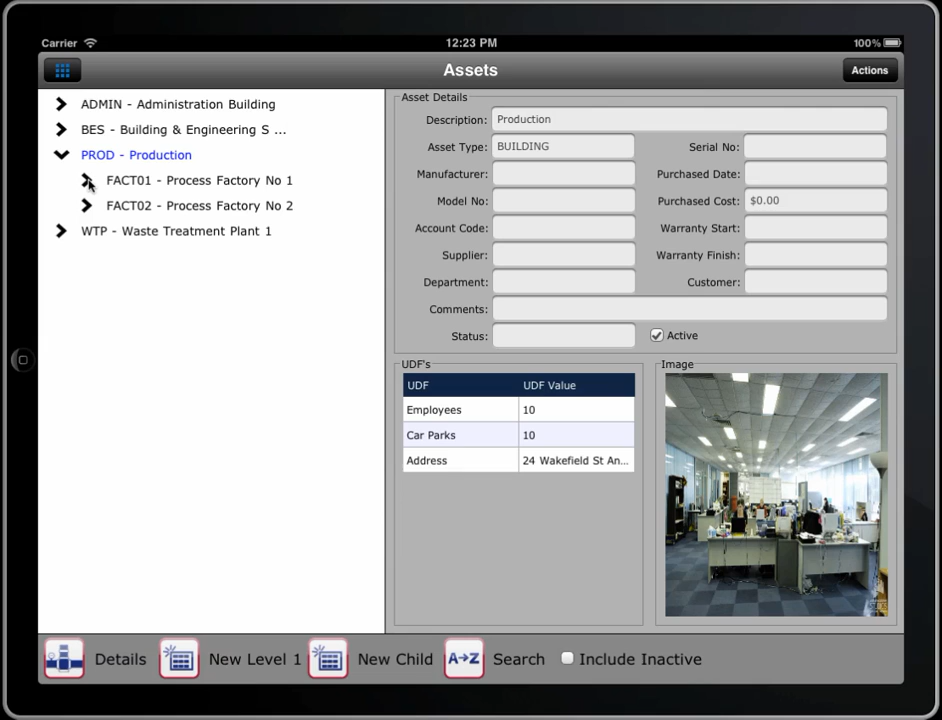 Carrier 12:23 PM 100%
Assets
Actions
ADMIN - Administration Building
BES - Building & Engineering S ...
PROD - Production
FACT01 - Process Factory No 1
FACT02 - Process Factory No 2
WTP - Waste Treatment Plant 1
Asset Details
Description: Production
Asset Type: BUILDING Serial No:
Manufacturer: Purchased Date:
Model No: Purchased Cost: $0.00
Account Code: Warranty Start:
Supplier: Warranty Finish:
Department: Customer:
Comments:
Status: Active
UDF's
UDF UDF Value
Employees 10
Car Parks 10
Address 24 Wakefield St An...
Image
Details New Level 1 New Child A→Z Search Include Inactive